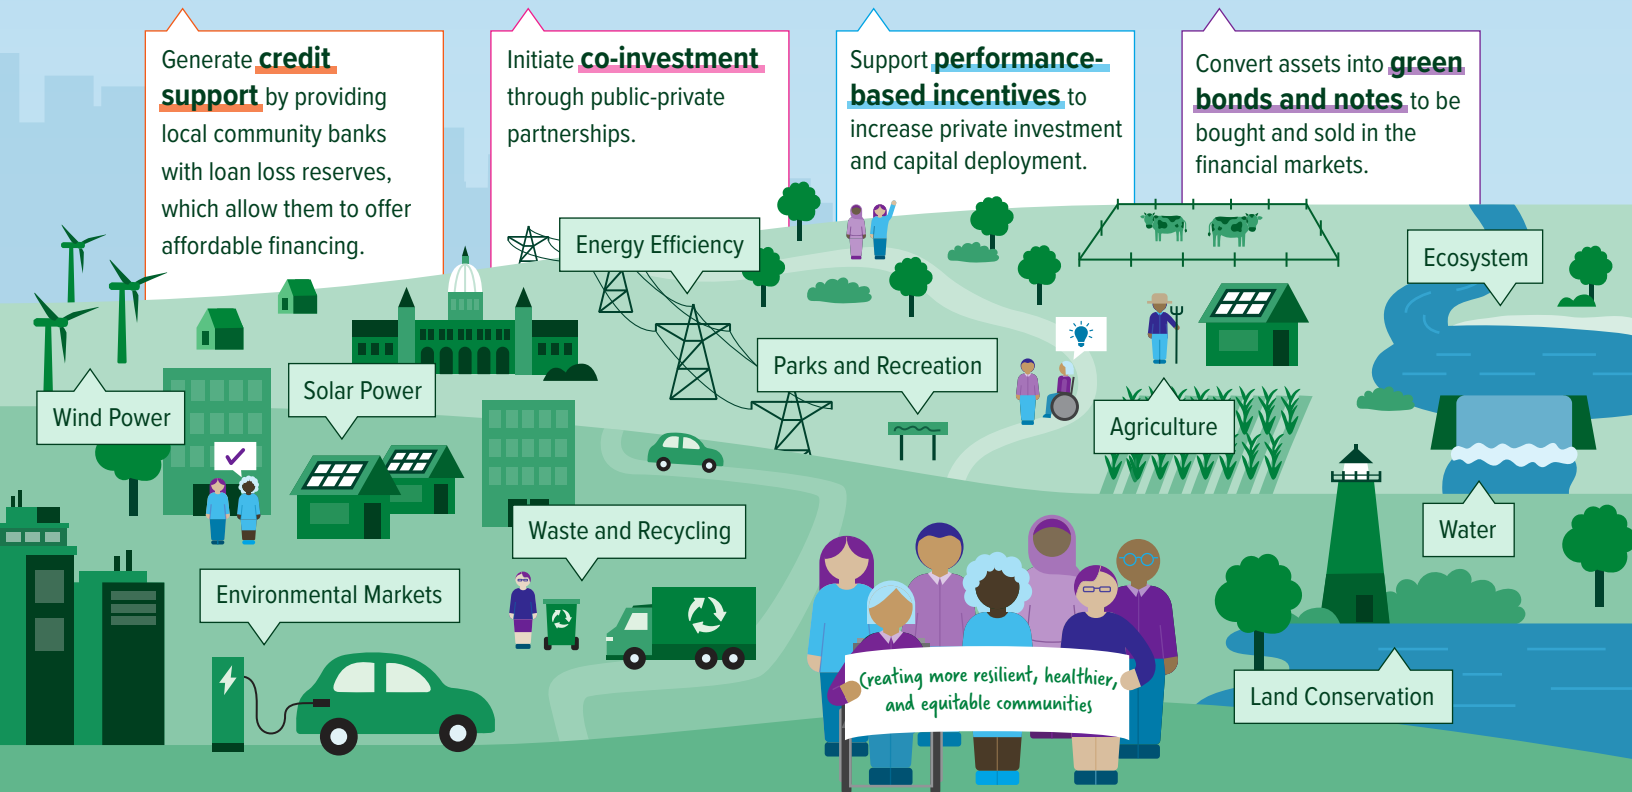 Generate credit
support by providing
local community banks
with loan loss reserves,
which allow them to offer
affordable financing.
Initiate co-investment
through public-private
partnerships.
Support performance-
based incentives to
increase private investment
and capital deployment.
Convert assets into green
bonds and notes to be
bought and sold in the
financial markets.
Energy Efficiency
Ecosystem
Parks and Recreation
Solar Power
Wind Power
Agriculture
Waste and Recycling
Water
Environmental Markets
Creating more resilient, healthier,
and equitable communities
Land Conservation